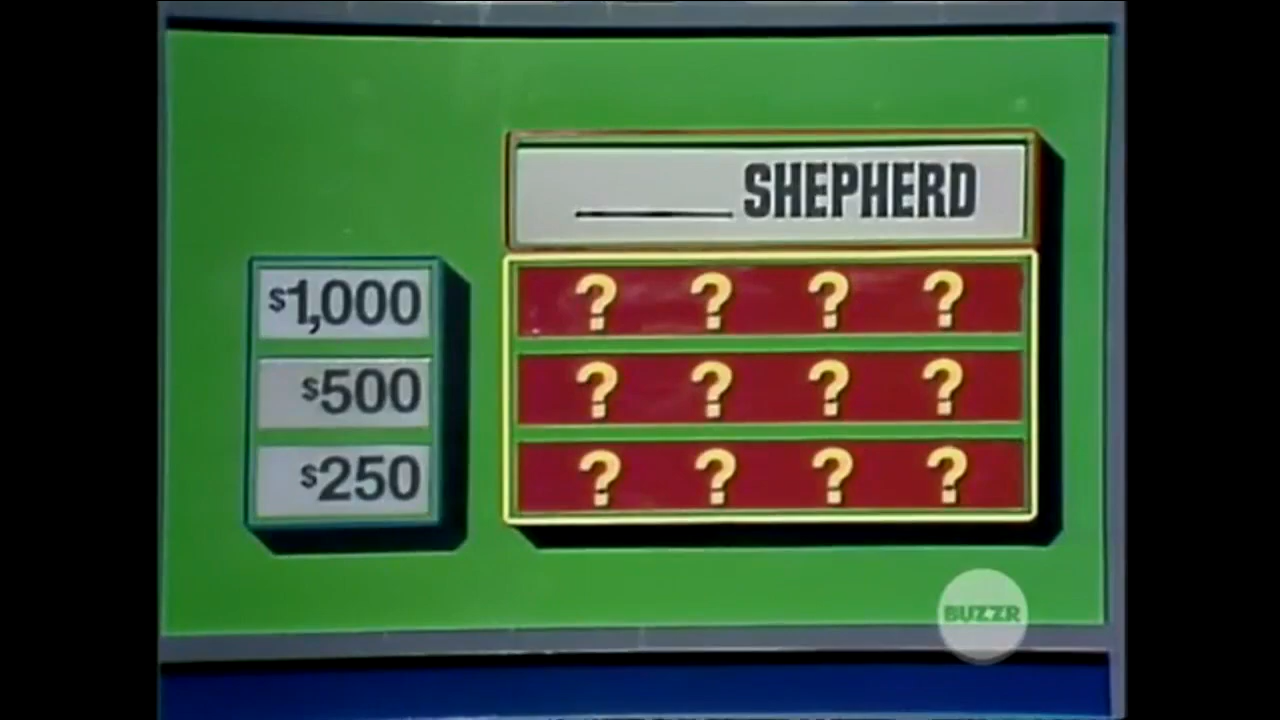 _____ SHEPHERD
$1,000
? ? ? ?
$500
? ? ? ?
$250
? ? ? ?
BUZZR